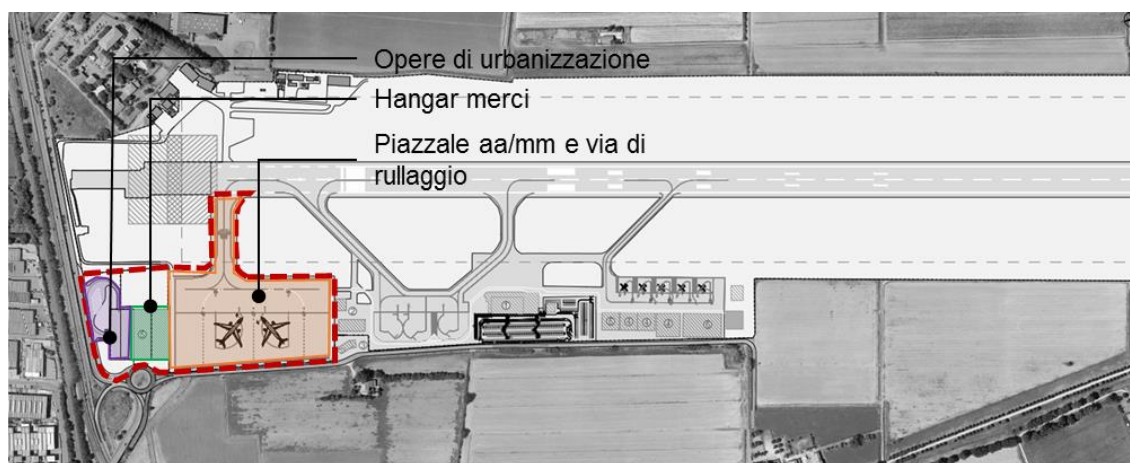 Opere di urbanizzazione
Hangar merci
Piazzale aa/mm e via di
rullaggio